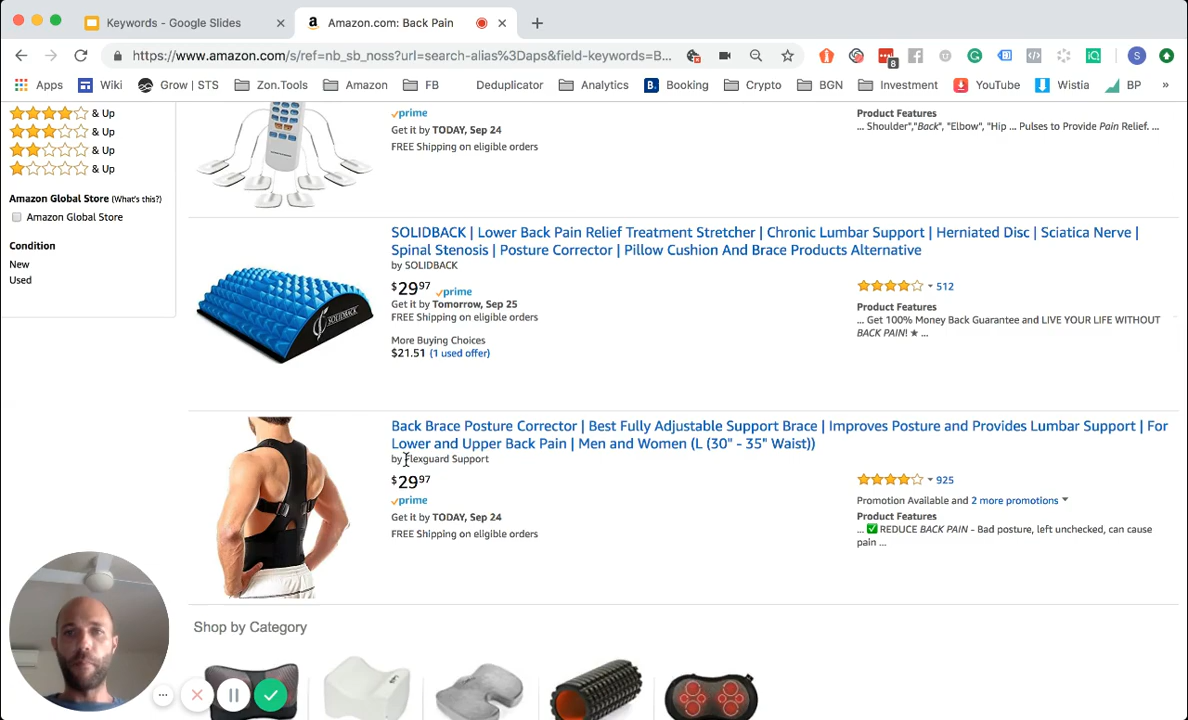 Keywords - Google Slides
Amazon.com: Back Pain
https://www.amazon.com/s/ref=nb_sb_noss?url=search-alias%3Daps&field-keywords=B...
8
S
Apps
Wiki
Grow | STS
Zon.Tools
Amazon
FB
Deduplicator
Analytics
Booking
Crypto
BGN
Investment
YouTube
Wistia
BP
»
& Up
& Up
& Up
& Up
Amazon Global Store (What's this?)
Amazon Global Store
Condition
New
Used
prime
Get it by TODAY, Sep 24
FREE Shipping on eligible orders
Product Features
... Shoulder","Back", "Elbow", "Hip ... Pulses to Provide Pain Relief. ...
SOLIDBACK | Lower Back Pain Relief Treatment Stretcher | Chronic Lumbar Support | Herniated Disc | Sciatica Nerve |
Spinal Stenosis | Posture Corrector | Pillow Cushion And Brace Products Alternative
by SOLIDBACK
$29 97 prime
Get it by Tomorrow, Sep 25
FREE Shipping on eligible orders
More Buying Choices
$21.51 (1 used offer)
512
Product Features
... Get 100% Money Back Guarantee and LIVE YOUR LIFE WITHOUT
BACK PAIN! ★ ...
SOLIDBACK
Back Brace Posture Corrector | Best Fully Adjustable Support Brace | Improves Posture and Provides Lumbar Support | For
Lower and Upper Back Pain | Men and Women (L (30" - 35" Waist))
by Flexguard Support
$29 97
prime
Get it by TODAY, Sep 24
FREE Shipping on eligible orders
925
Promotion Available and 2 more promotions
Product Features
... ✅ REDUCE BACK PAIN - Bad posture, left unchecked, can cause
pain ...
Shop by Category